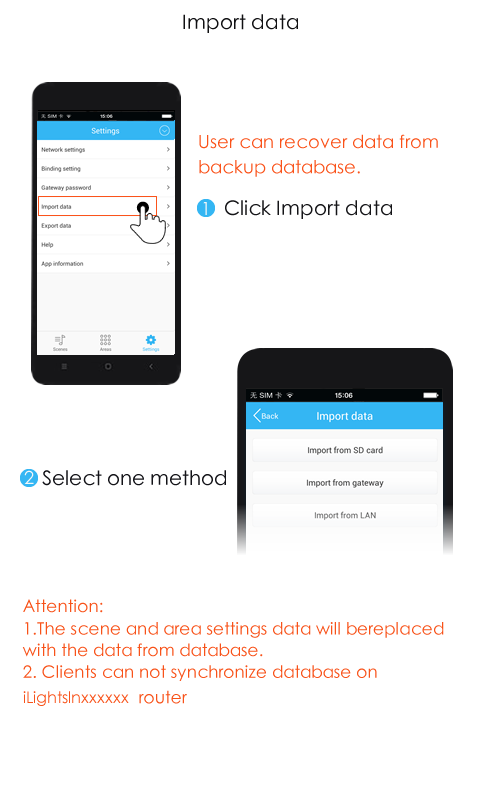 Import data
无 SIM 卡 15:06
Settings
Network settings
Binding setting
Gateway password
Import data
Export data
Help
App information
Scenes Areas Settings
User can recover data from
backup database.
1 Click Import data
无 SIM 卡 15:06
Back Import data
Import from SD card
Import from gateway
Import from LAN
2 Select one method
Attention:
1.The scene and area settings data will bereplaced
with the data from database.
2. Clients can not synchronize database on
iLightsInxxxxxx router